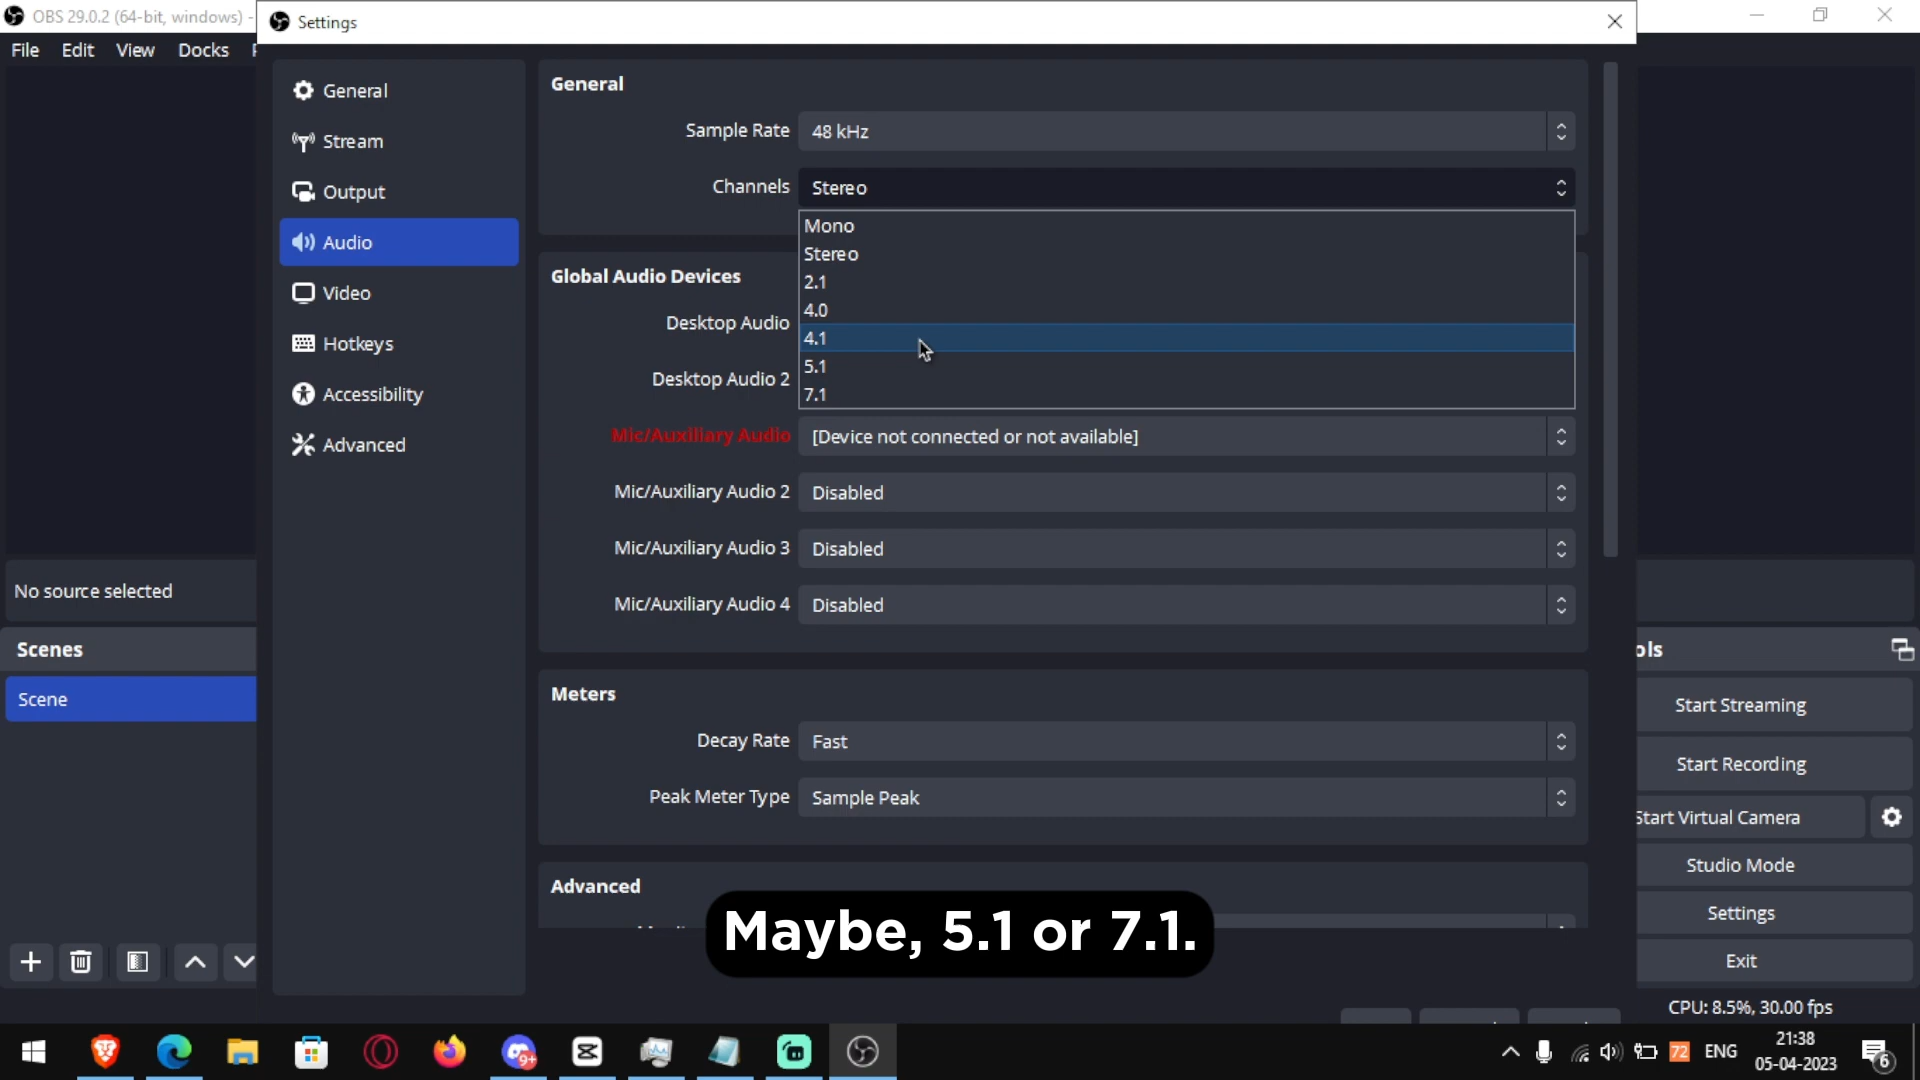 OBS 29.0.2 (64-bit, windows) -
Settings
File Edit View Docks
General
Stream
Output
Audio
Video
Hotkeys
Accessibility
Advanced
General
Sample Rate 48 kHz
Channels Stereo
Mono
Stereo
2.1
4.0
4.1
5.1
7.1
Global Audio Devices
Desktop Audio
Desktop Audio 2
Mic/Auxiliary Audio [Device not connected or not available]
Mic/Auxiliary Audio 2 Disabled
Mic/Auxiliary Audio 3 Disabled
Mic/Auxiliary Audio 4 Disabled
Meters
Decay Rate Fast
Peak Meter Type Sample Peak
Advanced
Maybe, 5.1 or 7.1.
No source selected
Scenes
Scene
ols
Start Streaming
Start Recording
Start Virtual Camera
Studio Mode
Settings
Exit
CPU: 8.5%, 30.00 fps
9+
72 ENG
21:38
05-04-2023
6